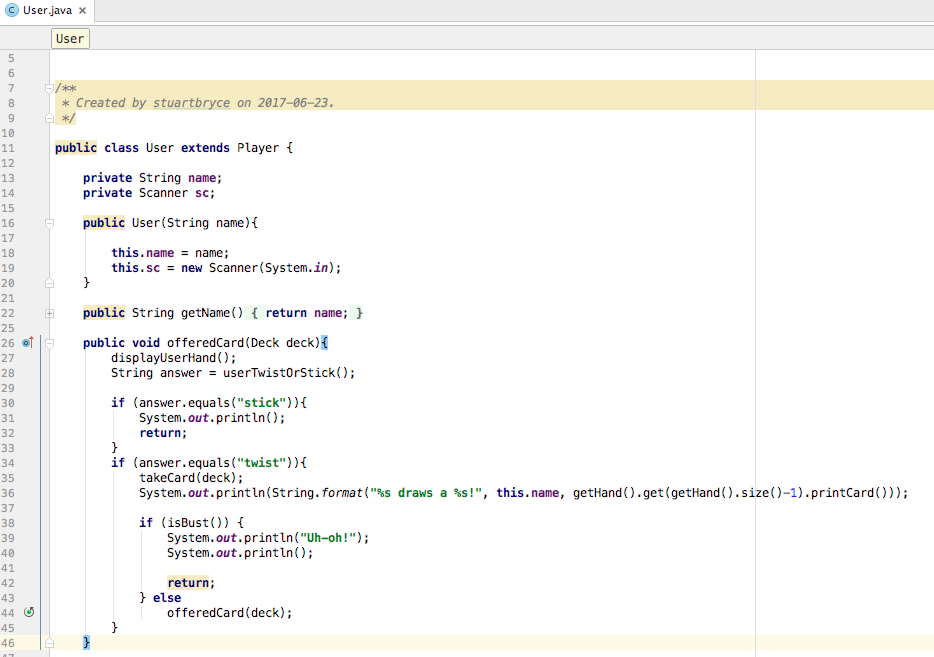 User.java ×
User
5
6
7 /**
8  * Created by stuartbryce on 2017-06-23.
9  */
10
11 public class User extends Player {
12
13     private String name;
14     private Scanner sc;
15
16     public User(String name){
17
18         this.name = name;
19         this.sc = new Scanner(System.in);
20     }
21
22     public String getName() { return name; }
25
26     public void offeredCard(Deck deck){
27         displayUserHand();
28         String answer = userTwistOrStick();
29
30         if (answer.equals("stick")){
31             System.out.println();
32             return;
33         }
34         if (answer.equals("twist")){
35             takeCard(deck);
36             System.out.println(String.format("%s draws a %s!", this.name, getHand().get(getHand().size()-1).printCard()));
37
38             if (isBust()) {
39                 System.out.println("Uh-oh!");
40                 System.out.println();
41
42                 return;
43             } else
44                 offeredCard(deck);
45         }
46     }